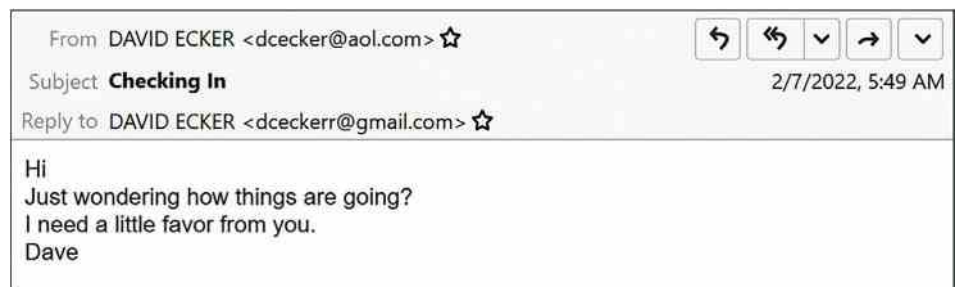 From DAVID ECKER <dcecker@aol.com>
Subject Checking In
2/7/2022, 5:49 AM
Reply to DAVID ECKER <dceckerr@gmail.com>
Hi
Just wondering how things are going?
I need a little favor from you.
Dave